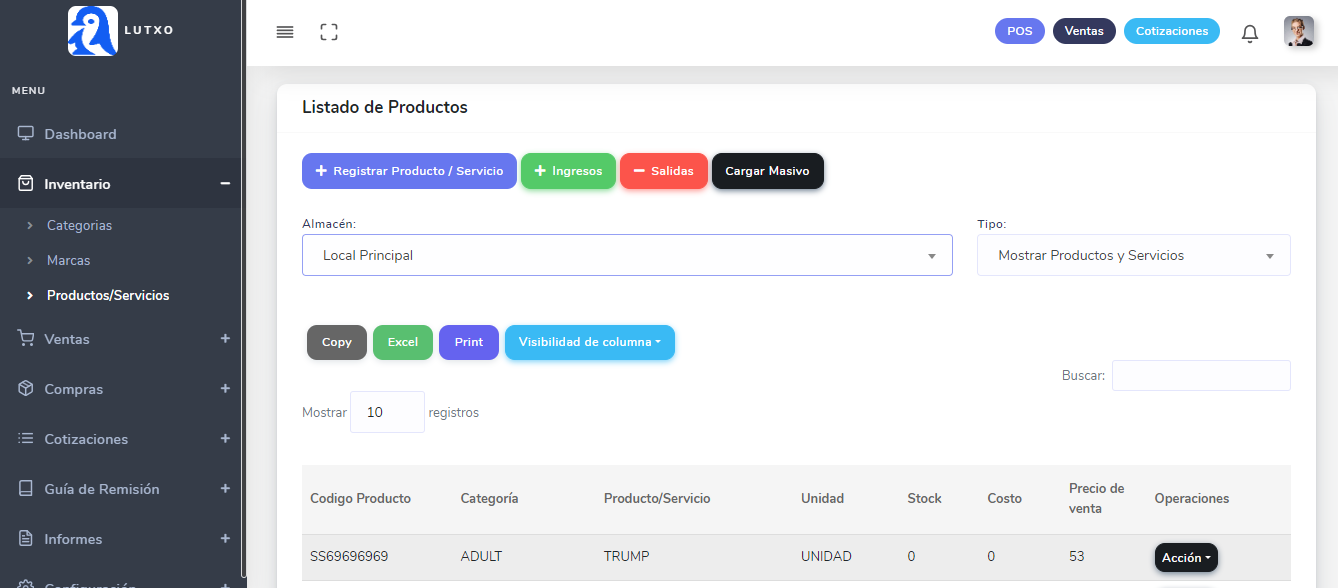 LUTXO
POS
Ventas
Cotizaciones
MENU
Dashboard
Inventario
Categorias
Marcas
Productos/Servicios
Ventas
Compras
Cotizaciones
Guía de Remisión
Informes
Configuración
Listado de Productos
Registrar Producto / Servicio
Ingresos
Salidas
Cargar Masivo
Almacén:
Tipo:
Local Principal
Mostrar Productos y Servicios
Copy
Excel
Print
Visibilidad de columna
Buscar:
Mostrar 10 registros
Codigo Producto
Categoría
Producto/Servicio
Unidad
Stock
Costo
Precio de
venta
Operaciones
SS69696969
ADULT
TRUMP
UNIDAD
0
0
53
Acción